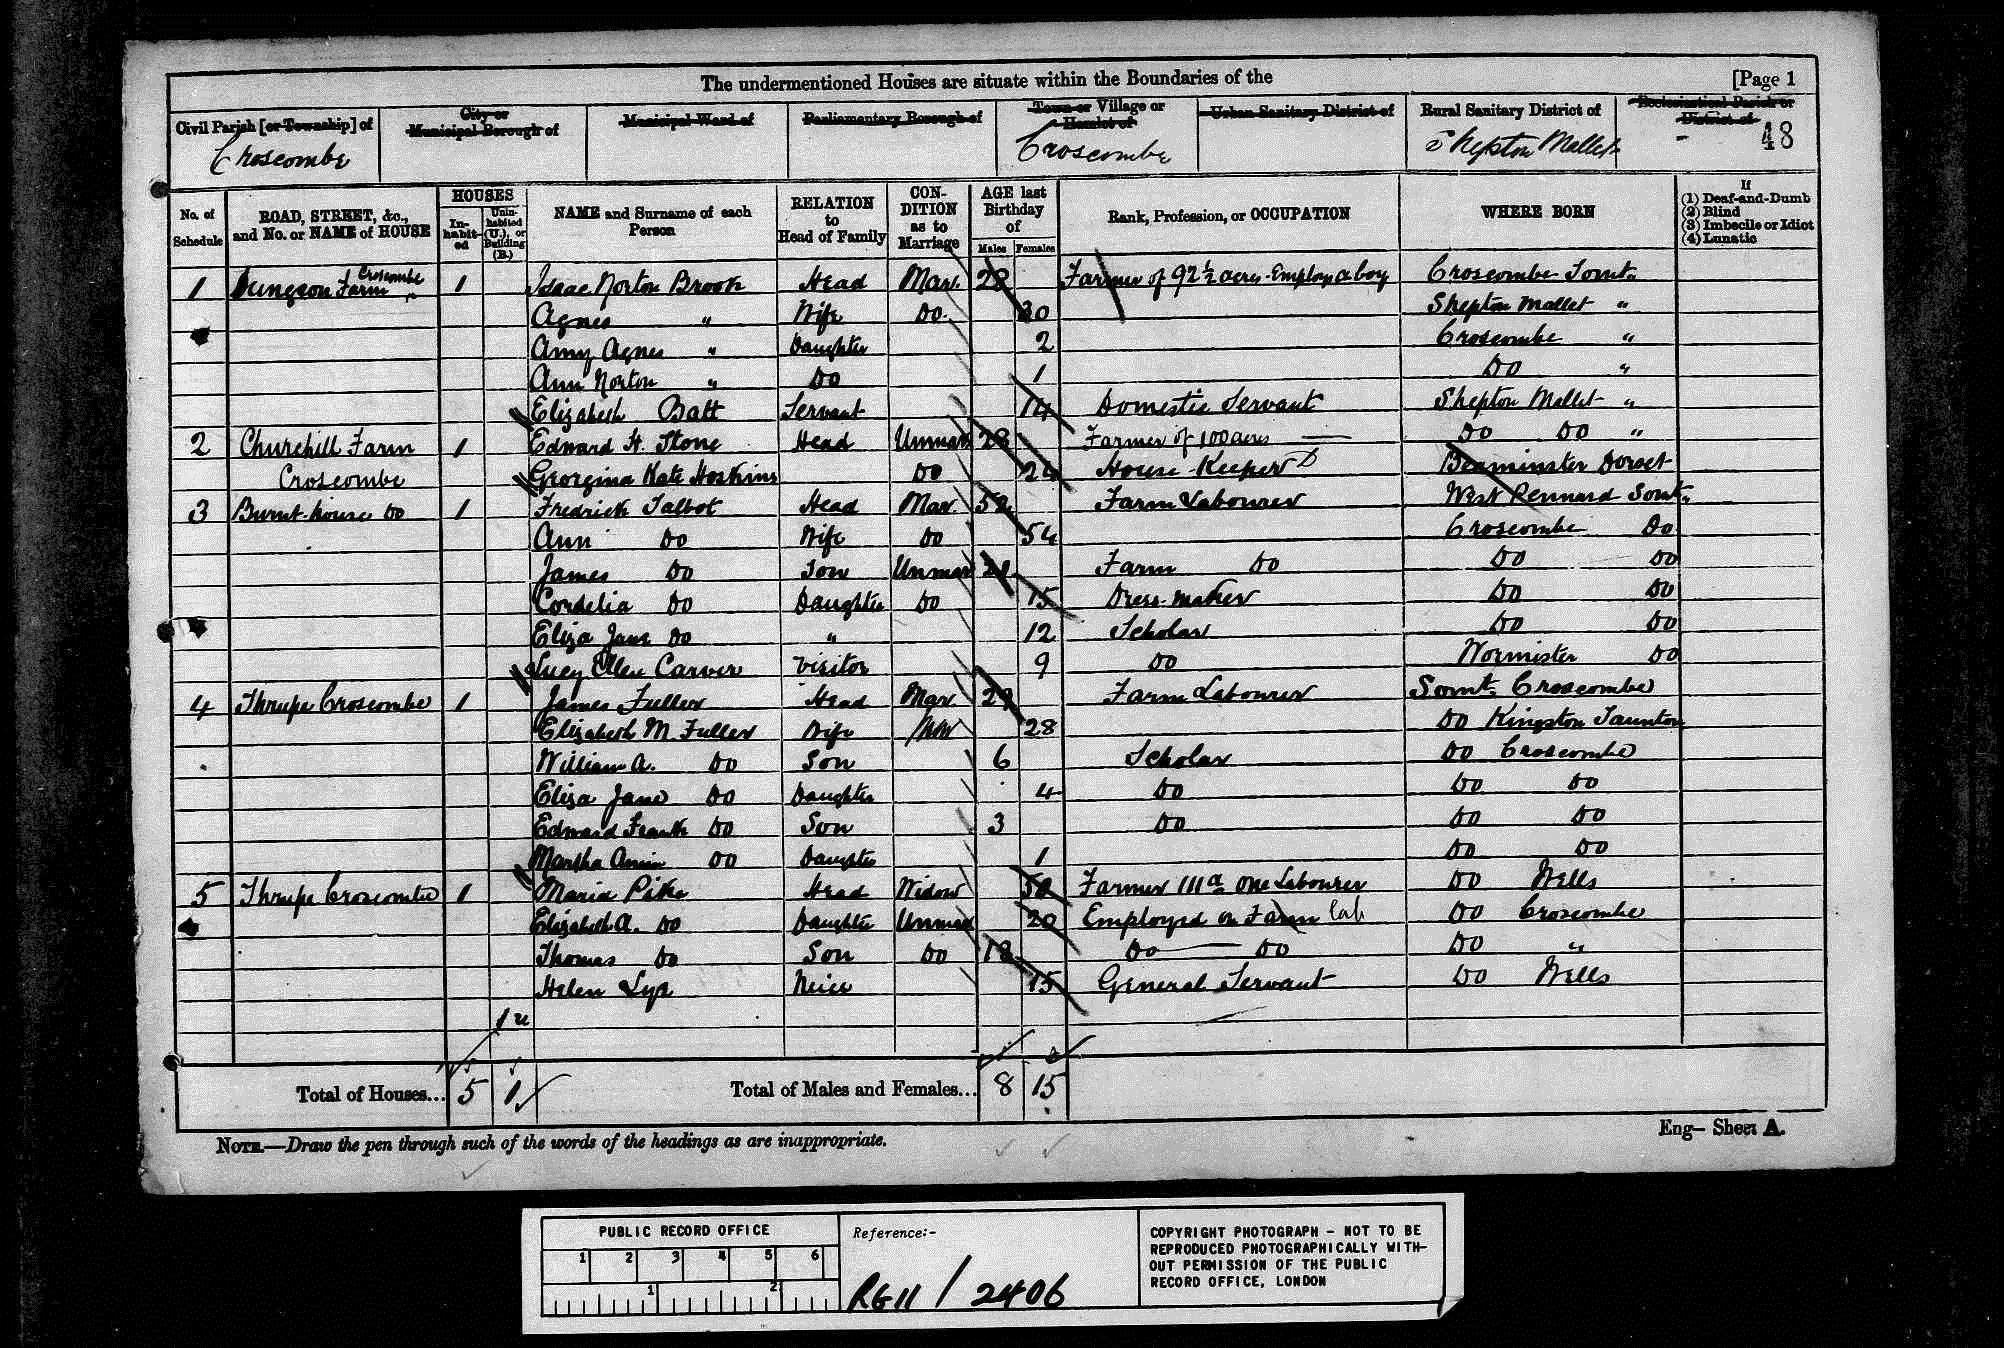 The undermentioned Houses are situate within the Boundaries of the [Page 1
Civil Parish [or Township] of City or Municipal Borough of Municipal Ward of Parliamentary Borough of Town or Village or Hamlet of Urban Sanitary District of Rural Sanitary District of Ecclesiastical Parish or District of
Croscombe Croscombe Shepton Mallet - 48
No. of Schedule ROAD, STREET, &c., and No. or NAME of HOUSE HOUSES Inhabited Uninhabited (U.), or Building (B.) NAME and Surname of each Person RELATION to Head of Family CONDITION as to Marriage AGE last Birthday of Males Females Rank, Profession, or OCCUPATION WHERE BORN If (1) Deaf-and-Dumb (2) Blind (3) Imbecile or Idiot (4) Lunatic
1 Dungeon Farm Croscombe 1 Isaac Norton Brook Head Mar. 28 Farmer of 92½ acres Employ a boy Croscombe Somt.
Agnes " Wife Do. 30 Shepton Mallet "
Amy Agnes " Daughter 2 Croscombe "
Ann Norton " Do 1 Do "
Elizabeth Batt Servant 14 Domestic Servant Shepton Mallet "
2 Churchill Farm 1 Edward H. Stone Head Unmar 28 Farmer of 100 acres Do Do "
Croscombe Georgina Kate Hoskins Do 24 House-Keeper D Beaminster Dorset
3 Burnt-house Do 1 Fredrick Talbot Head Mar. 52 Farm Labourer West Pennard Somt.
Ann Do Wife Do 54 Croscombe Do
James Do Son Unmar 21 Farm Do Do Do
Cordelia Do Daughter Do 15 Dress-maker Do Do
Eliza Jane Do " 12 Scholar Do Do
Lucy Ellen Carver Visitor 9 Do Wormister Do
4 Thrupe Croscombe 1 James Fuller Head Mar. 29 Farm Labourer Somt. Croscombe
Elizabeth M. Fuller Wife Mar 28 Do Kingston Taunton
William A. Do Son 6 Scholar Do Croscombe
Eliza Jane Do Daughter 4 Do Do Do
Edward Frank Do Son 3 Do Do Do
Marsha Annie Do Daughter 1 Do Do
5 Thrupe Croscombe 1 Maria Pike Head Widow 50 Farmer 111a One Labourer Do Wells
Elizabeth A. Do Daughter Unmar 20 Employed on Farm lab Do Croscombe
Thomas Do Son Do 18 Do Do Do "
Helen Lye Neice 15 General Servant Do Wells
1 u
Total of Houses... 5 1 Total of Males and Females... 8 15
NOTE.—Draw the pen through such of the words of the headings as are inappropriate. Eng— Sheet A.
PUBLIC RECORD OFFICE
1 2 3 4 5 6
1 2
Reference:-
RG11 / 2406
COPYRIGHT PHOTOGRAPH - NOT TO BE
REPRODUCED PHOTOGRAPHICALLY WITH-
OUT PERMISSION OF THE PUBLIC
RECORD OFFICE, LONDON